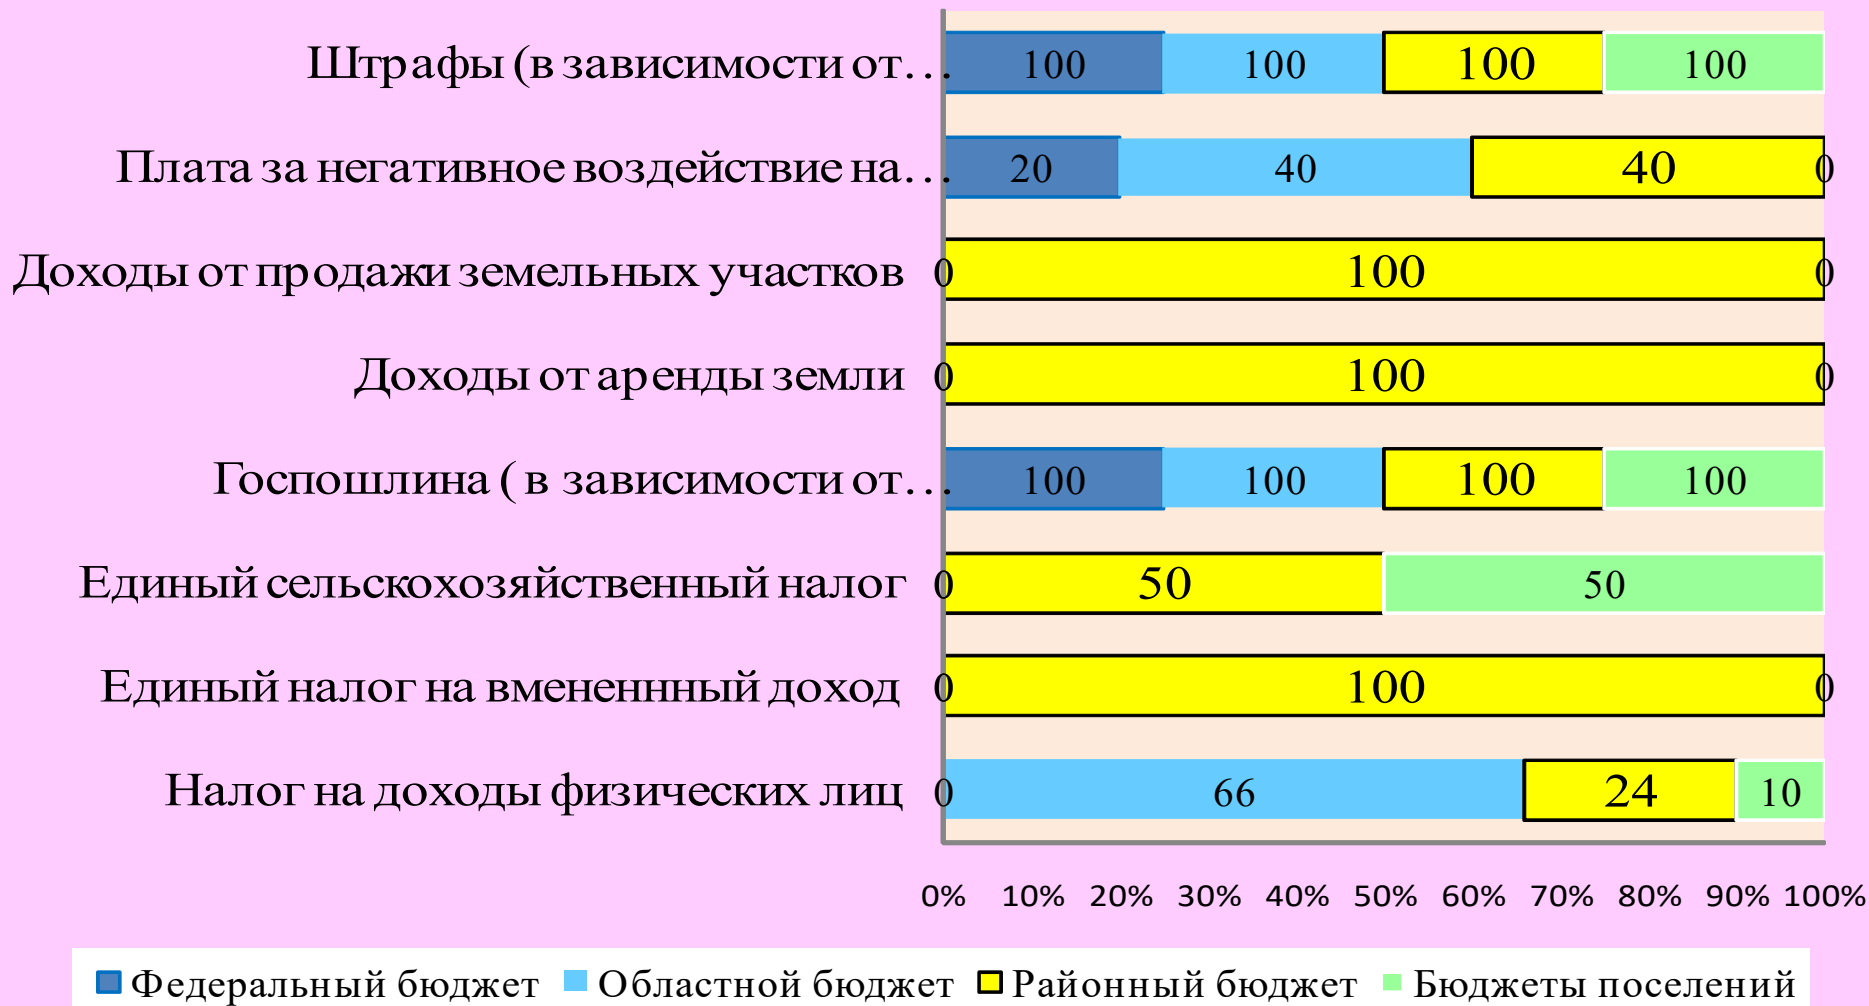 Штрафы (в зависимости от… 100 100 100 100
Плата за негативное воздействие на… 20 40 40 0
Доходы от продажи земельных участков 0 100 0
Доходы от аренды земли 0 100 0
Госпошлина ( в зависимости от… 100 100 100 100
Единый сельскохозяйственный налог 0 50 50
Единый налог на вмененнный доход 0 100 0
Налог на доходы физических лиц 0 66 24 10
0% 10% 20% 30% 40% 50% 60% 70% 80% 90% 100%
Федеральный бюджет Областной бюджет Районный бюджет Бюджеты поселений